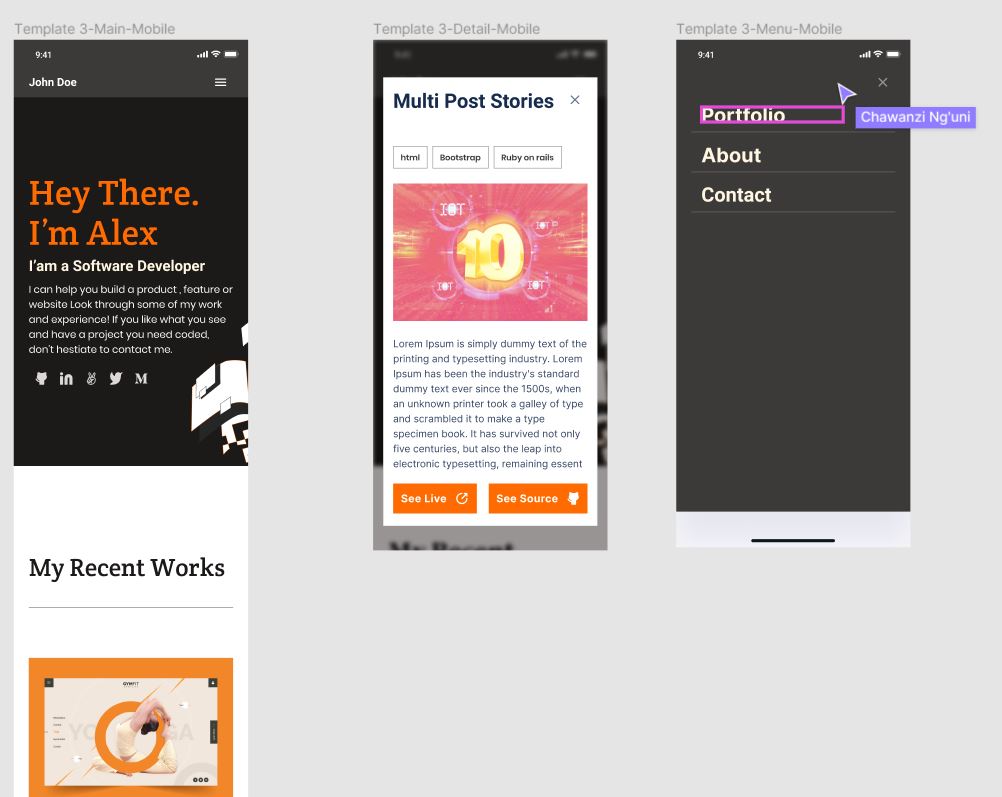 Template 3-Main-Mobile
9:41
John Doe
Hey There.
I’m Alex
I’am a Software Developer
I can help you build a product , feature or
website Look through some of my work
and experience! If you like what you see
and have a project you need coded,
don’t hestiate to contact me.
My Recent Works
GYMFIT
Template 3-Detail-Mobile
Multi Post Stories
html
Bootstrap
Ruby on rails
IOT
IOT
10
IOT
IOT
Lorem Ipsum is simply dummy text of the
printing and typesetting industry. Lorem
Ipsum has been the industry's standard
dummy text ever since the 1500s, when
an unknown printer took a galley of type
and scrambled it to make a type
specimen book. It has survived not only
five centuries, but also the leap into
electronic typesetting, remaining essent
See Live
See Source
My Recent
Template 3-Menu-Mobile
9:41
Portfolio
Chawanzi Ng'uni
About
Contact